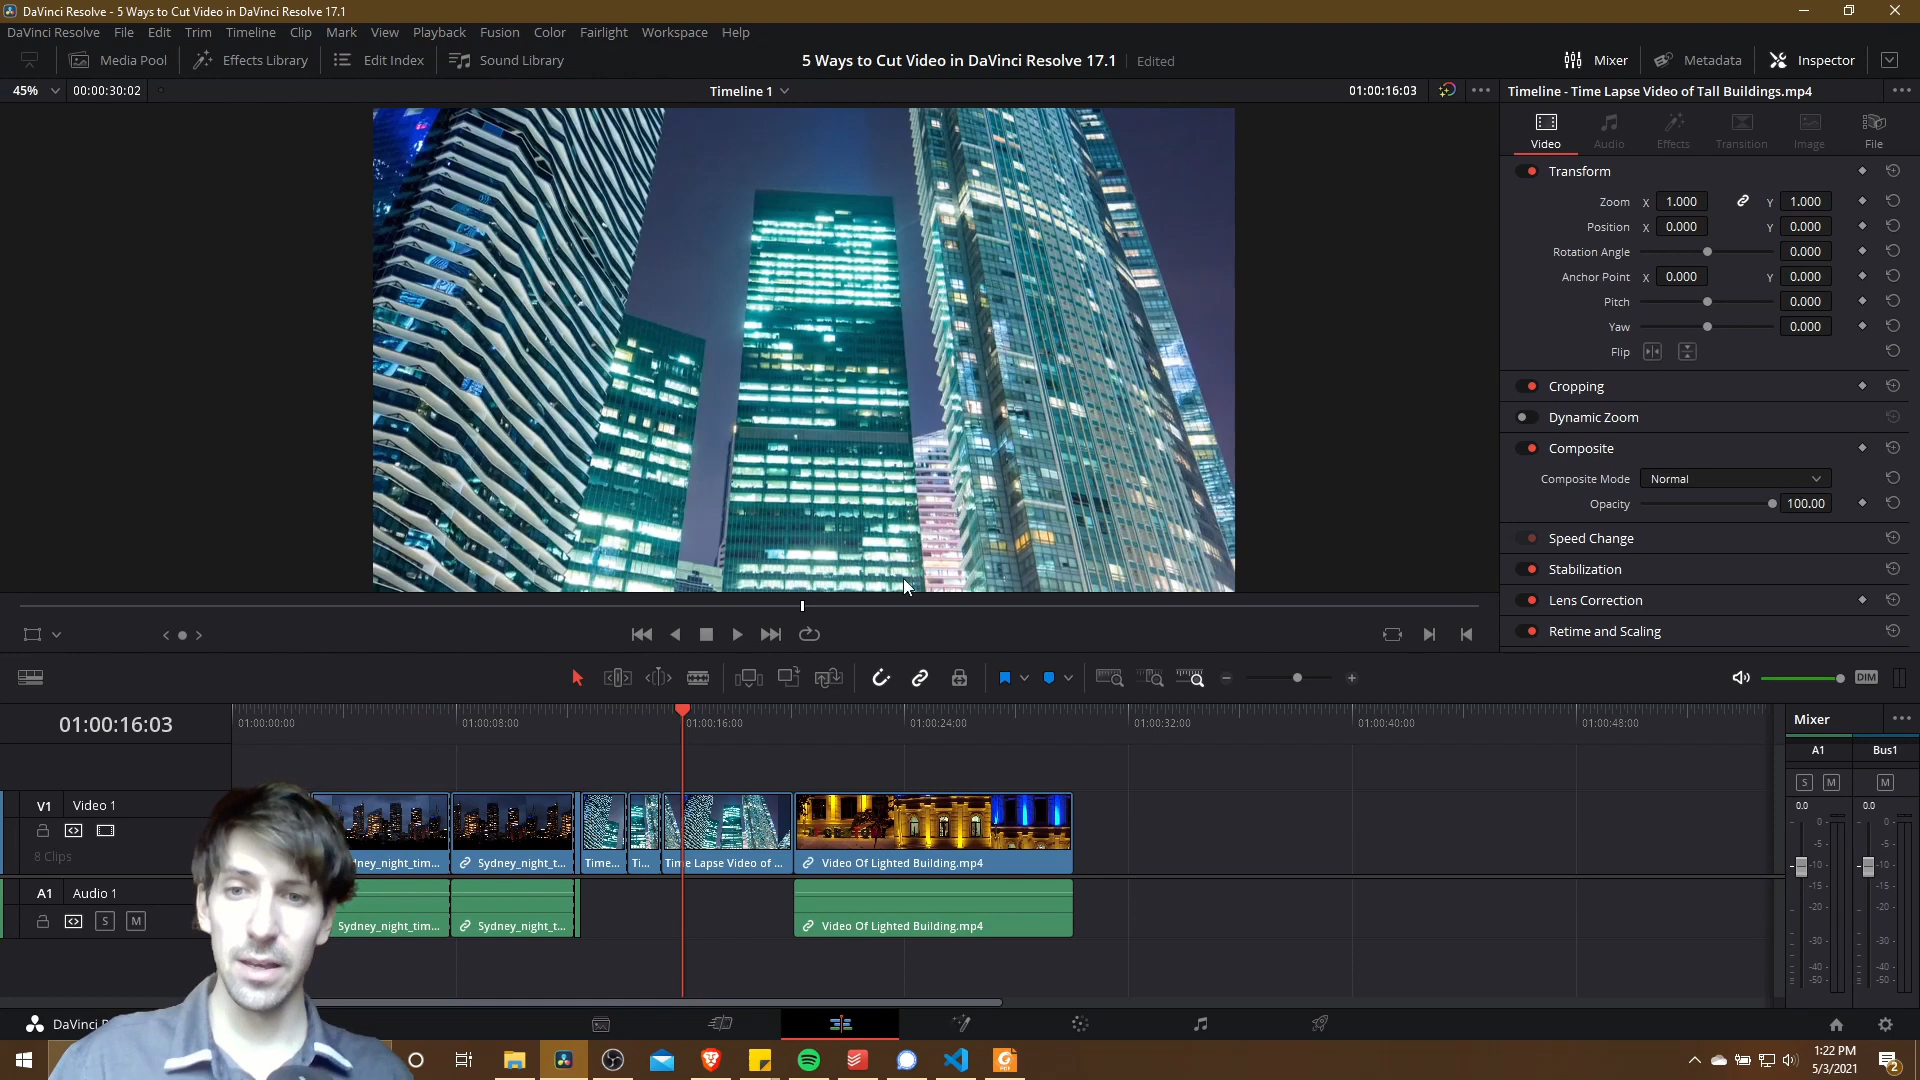 DaVinci Resolve - 5 Ways to Cut Video in DaVinci Resolve 17.1
DaVinci Resolve File Edit Trim Timeline Clip Mark View Playback Fusion Color Fairlight Workspace Help
Media Pool Effects Library Edit Index Sound Library 5 Ways to Cut Video in DaVinci Resolve 17.1 Edited Mixer Metadata Inspector
45% 00:00:30:02 Timeline 1 01:00:16:03 Timeline - Time Lapse Video of Tall Buildings.mp4
Video Audio Effects Transition Image File
Transform
Zoom X 1.000 Y 1.000
Position X 0.000 Y 0.000
Rotation Angle 0.000
Anchor Point X 0.000 Y 0.000
Pitch 0.000
Yaw 0.000
Flip
Cropping
Dynamic Zoom
Composite
Composite Mode Normal
Opacity 100.00
Speed Change
Stabilization
Lens Correction
Retime and Scaling
DIM
01:00:16:03 01:00:00:00 01:00:08:00 01:00:16:00 01:00:24:00 01:00:32:00 01:00:40:00 01:00:48:00 Mixer
A1 Bus1
S M M
V1 Video 1
0.0 0.0
8 Clips
dney_night_tim... Sydney_night_t... Time... Ti... Time Lapse Video of ... Video Of Lighted Building.mp4
A1 Audio 1
S M
Sydney_night_tim... Sydney_night_t... Video Of Lighted Building.mp4
0 0
-5 -5
-10 -10
-15 -15
-20 -20
-30 -30
-40 -40
-50 -50
DaVinci R
1:22 PM
5/3/2021
2